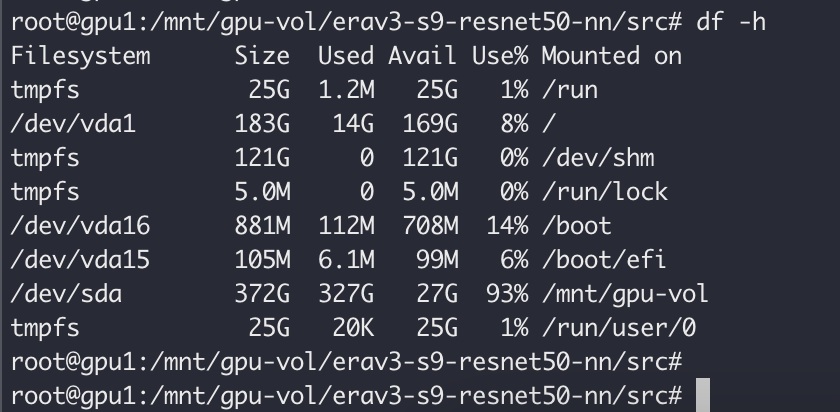 root@gpu1:/mnt/gpu-vol/erav3-s9-resnet50-nn/src# df -h
Filesystem      Size  Used Avail Use% Mounted on
tmpfs            25G  1.2M   25G   1% /run
/dev/vda1       183G   14G  169G   8% /
tmpfs           121G     0  121G   0% /dev/shm
tmpfs           5.0M     0  5.0M   0% /run/lock
/dev/vda16      881M  112M  708M  14% /boot
/dev/vda15      105M  6.1M   99M   6% /boot/efi
/dev/sda        372G  327G   27G  93% /mnt/gpu-vol
tmpfs            25G   20K   25G   1% /run/user/0
root@gpu1:/mnt/gpu-vol/erav3-s9-resnet50-nn/src#
root@gpu1:/mnt/gpu-vol/erav3-s9-resnet50-nn/src#